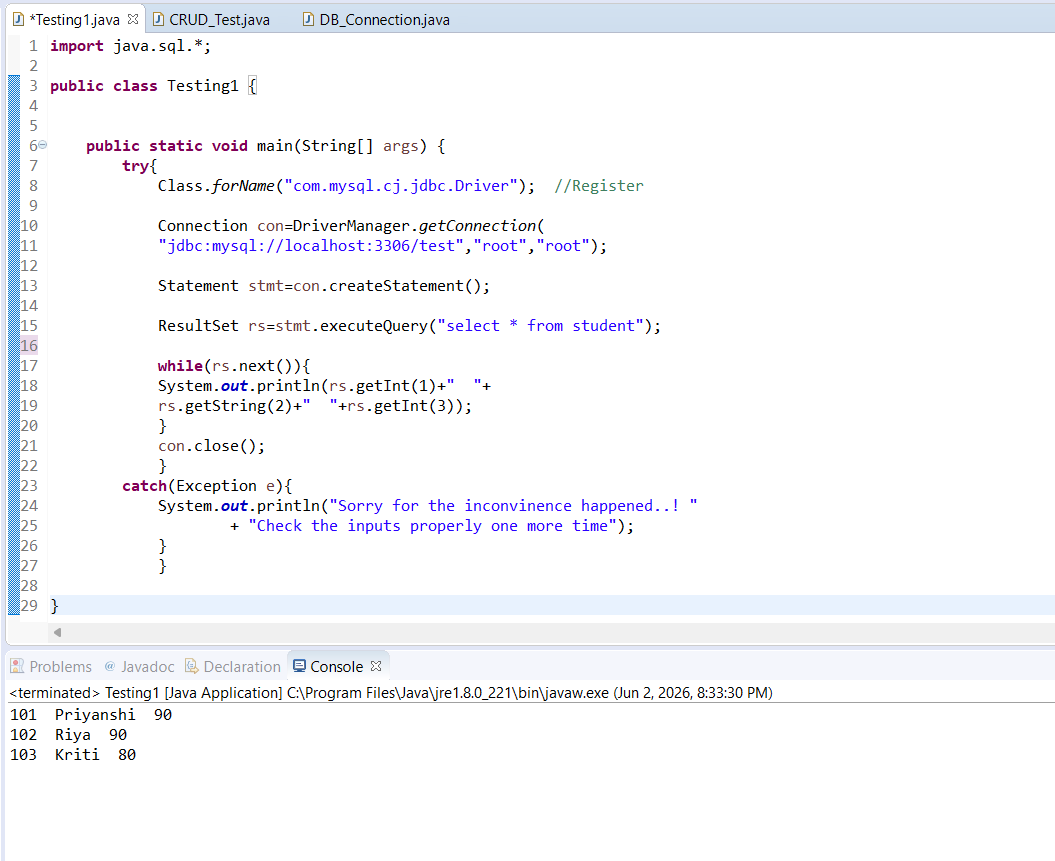 *Testing1.java CRUD_Test.java DB_Connection.java
1 import java.sql.*;
2
3 public class Testing1 {
4
5
6 public static void main(String[] args) {
7 try{
8 Class.forName("com.mysql.cj.jdbc.Driver");  //Register
9
10 Connection con=DriverManager.getConnection(
11 "jdbc:mysql://localhost:3306/test","root","root");
12
13 Statement stmt=con.createStatement();
14
15 ResultSet rs=stmt.executeQuery("select * from student");
16
17 while(rs.next()){
18 System.out.println(rs.getInt(1)+"  "+
19 rs.getString(2)+"  "+rs.getInt(3));
20 }
21 con.close();
22 }
23 catch(Exception e){
24 System.out.println("Sorry for the inconvinence happened..! "
25 + "Check the inputs properly one more time");
26 }
27 }
28
29 }
Problems @ Javadoc Declaration Console
<terminated> Testing1 [Java Application] C:\Program Files\Java\jre1.8.0_221\bin\javaw.exe (Jun 2, 2026, 8:33:30 PM)
101  Priyanshi  90
102  Riya  90
103  Kriti  80